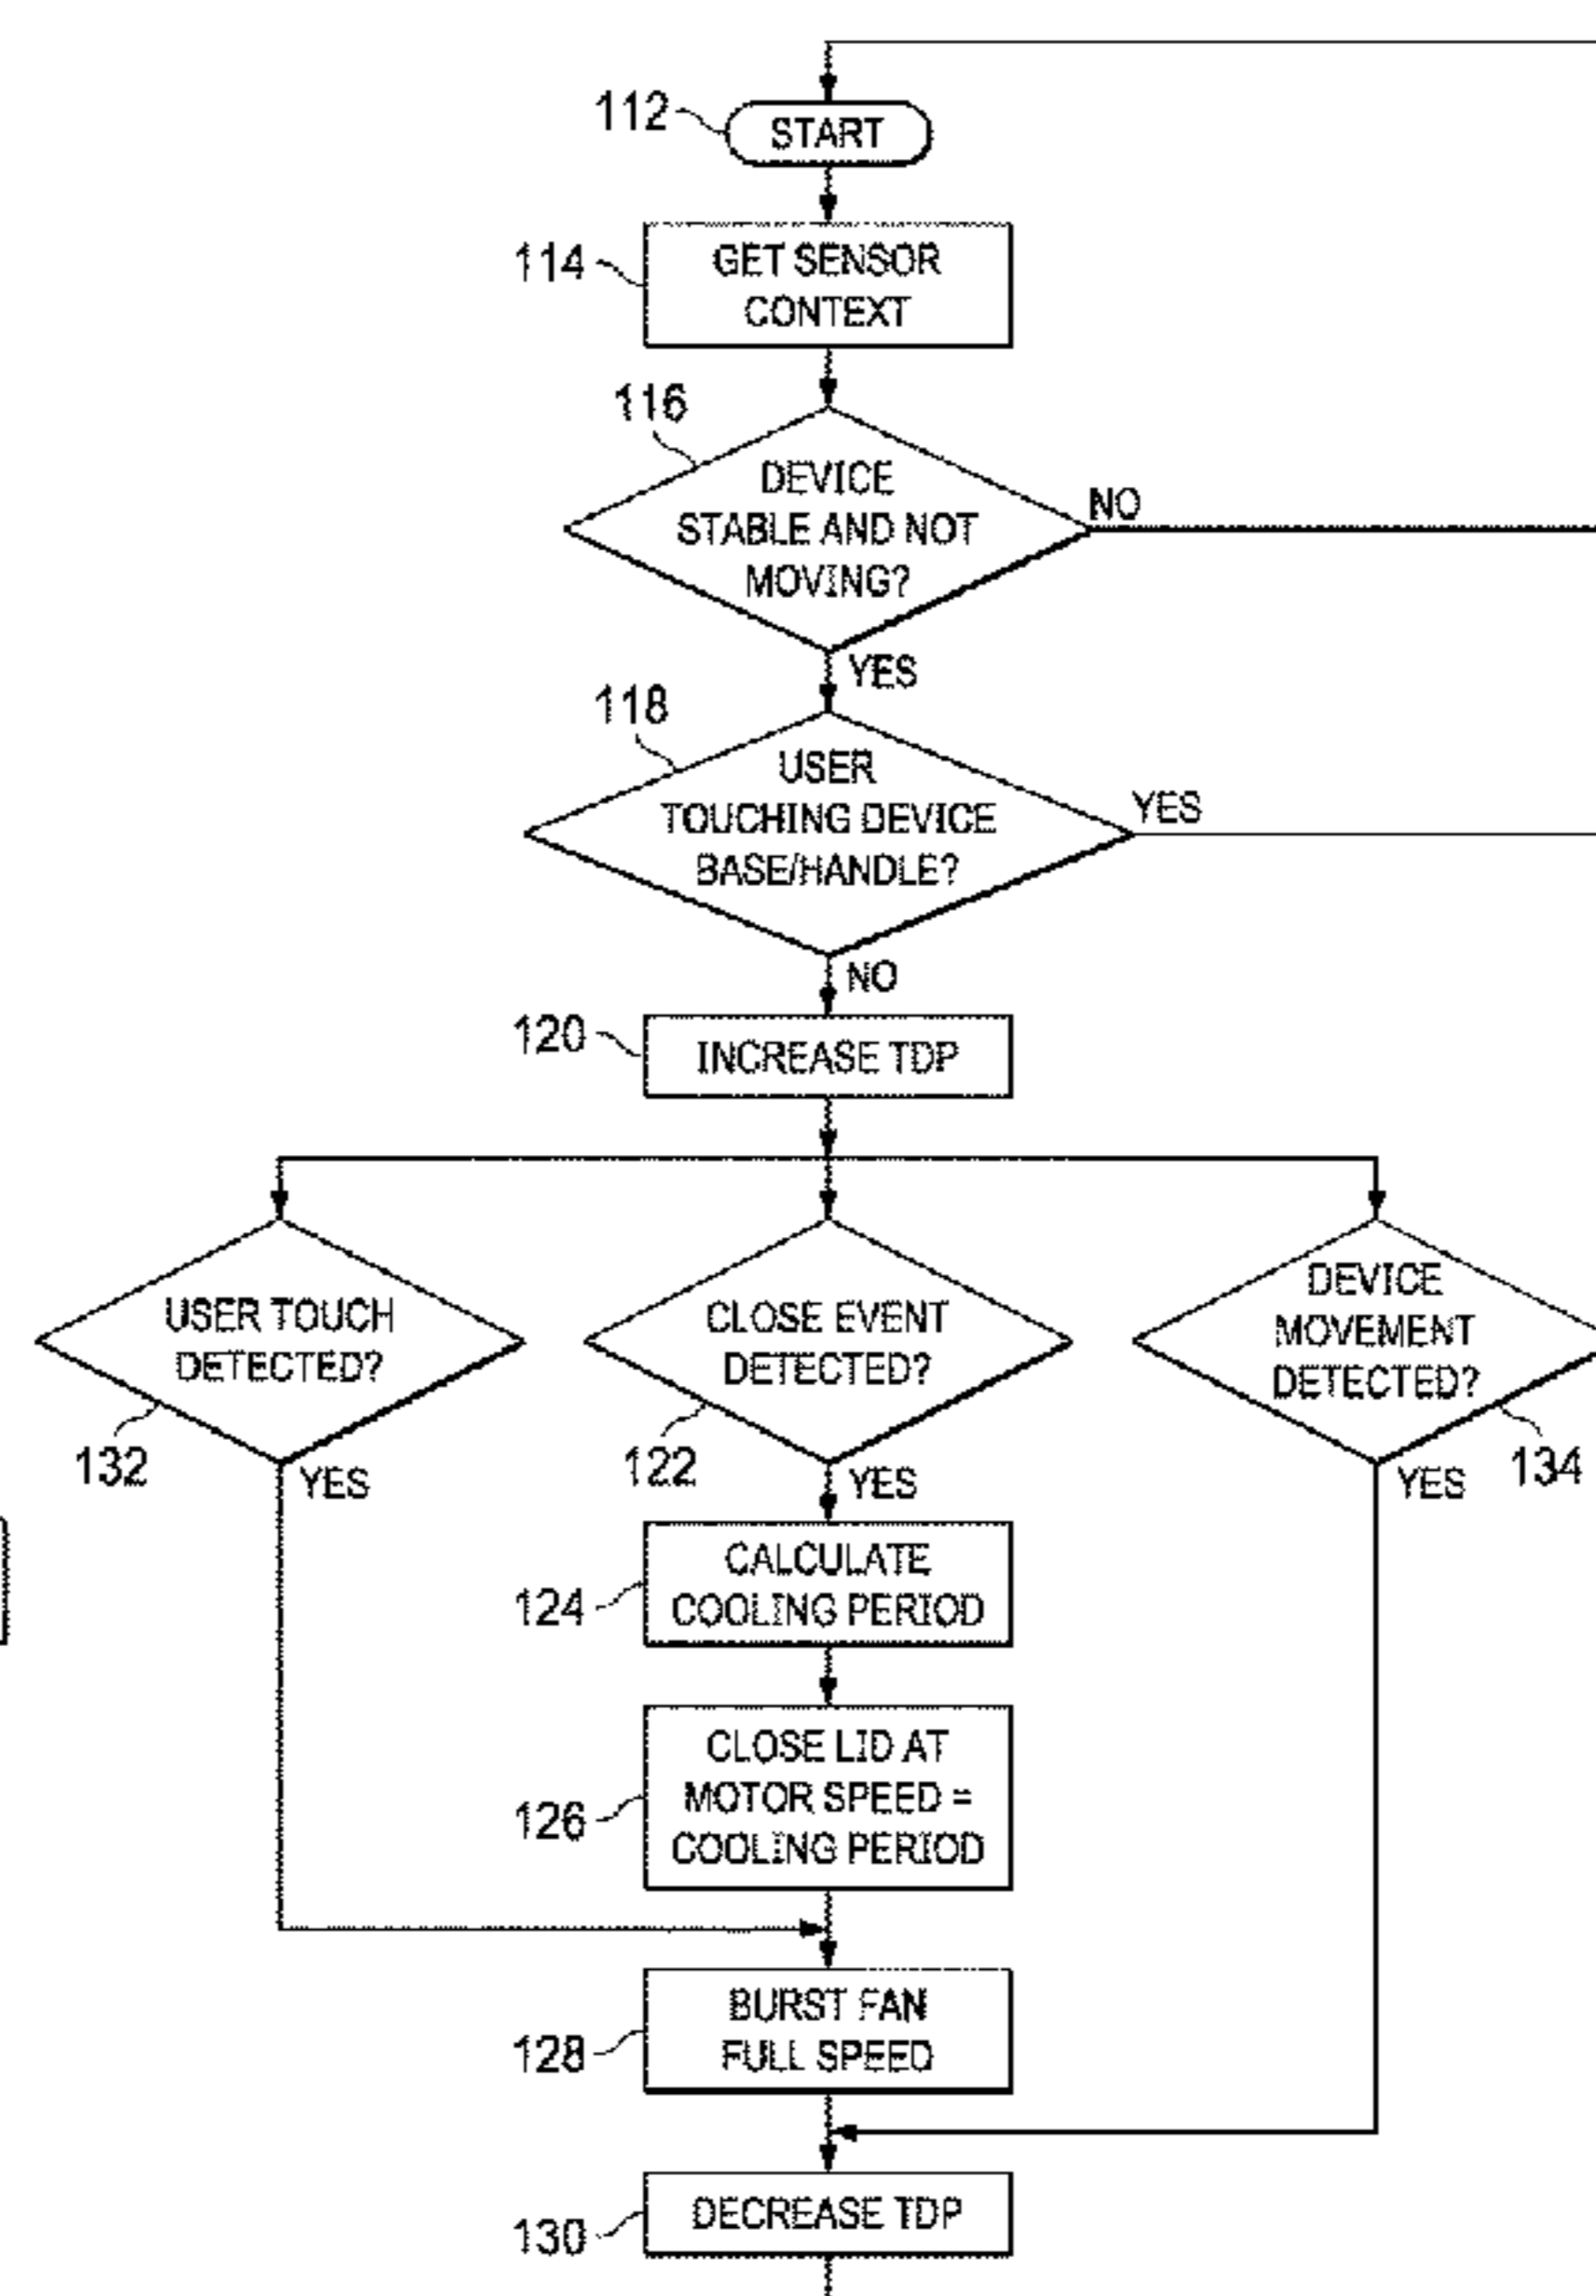 112
START
114
GET SENSOR
CONTEXT
116
DEVICE
STABLE AND NOT
MOVING?
NO
YES
118
USER
TOUCHING DEVICE
BASE/HANDLE?
YES
NO
120
INCREASE TDP
USER TOUCH
DETECTED?
132
YES
CLOSE EVENT
DETECTED?
122
YES
DEVICE
MOVEMENT
DETECTED?
134
YES
124
CALCULATE
COOLING PERIOD
126
CLOSE LID AT
MOTOR SPEED =
COOLING PERIOD
128
BURST FAN
FULL SPEED
130
DECREASE TDP